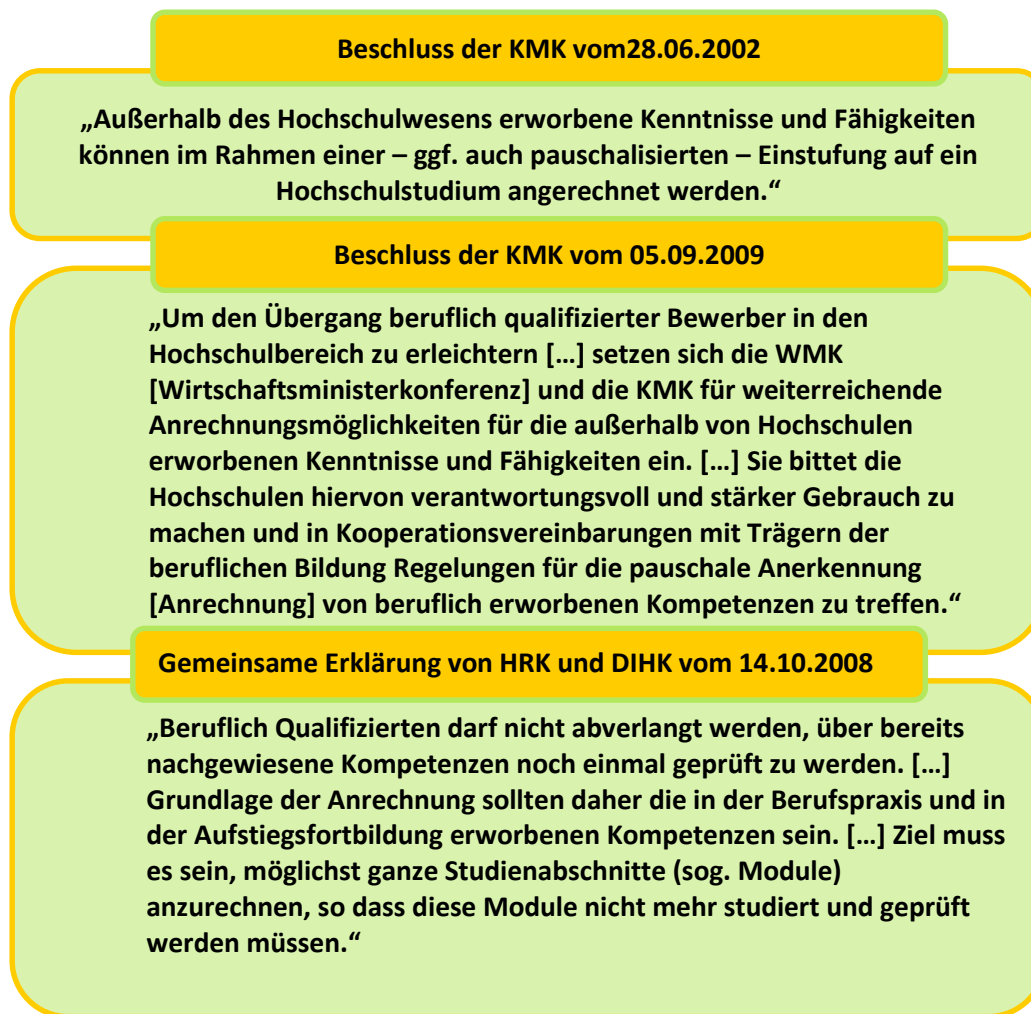 Beschluss der KMK vom28.06.2002
„Außerhalb des Hochschulwesens erworbene Kenntnisse und Fähigkeiten
können im Rahmen einer – ggf. auch pauschalisierten – Einstufung auf ein
Hochschulstudium angerechnet werden.“
Beschluss der KMK vom 05.09.2009
„Um den Übergang beruflich qualifizierter Bewerber in den
Hochschulbereich zu erleichtern […] setzen sich die WMK
[Wirtschaftsministerkonferenz] und die KMK für weiterreichende
Anrechnungsmöglichkeiten für die außerhalb von Hochschulen
erworbenen Kenntnisse und Fähigkeiten ein. […] Sie bittet die
Hochschulen hiervon verantwortungsvoll und stärker Gebrauch zu
machen und in Kooperationsvereinbarungen mit Trägern der
beruflichen Bildung Regelungen für die pauschale Anerkennung
[Anrechnung] von beruflich erworbenen Kompetenzen zu treffen.“
Gemeinsame Erklärung von HRK und DIHK vom 14.10.2008
„Beruflich Qualifizierten darf nicht abverlangt werden, über bereits
nachgewiesene Kompetenzen noch einmal geprüft zu werden. […]
Grundlage der Anrechnung sollten daher die in der Berufspraxis und in
der Aufstiegsfortbildung erworbenen Kompetenzen sein. […] Ziel muss
es sein, möglichst ganze Studienabschnitte (sog. Module)
anzurechnen, so dass diese Module nicht mehr studiert und geprüft
werden müssen.“